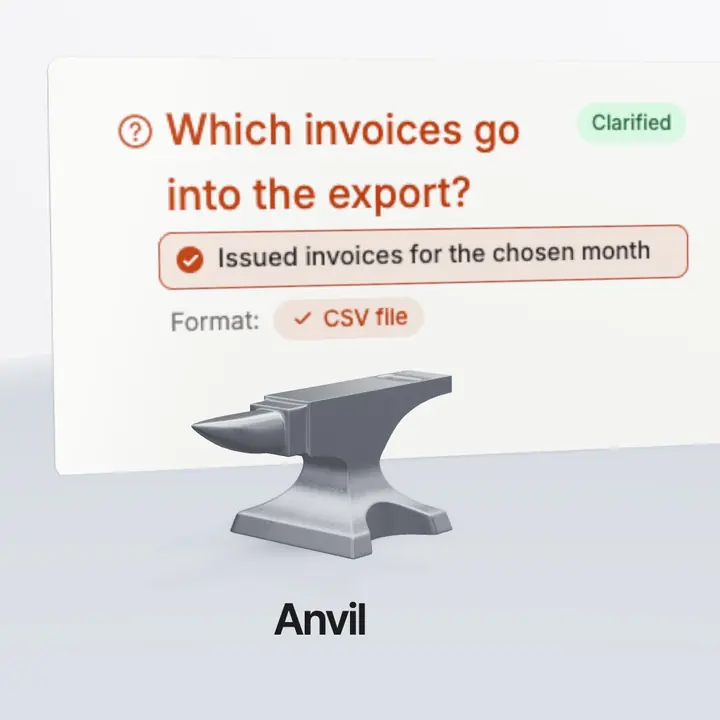 Which invoices go
into the export?
Clarified
Issued invoices for the chosen month
Format:
CSV file
Anvil